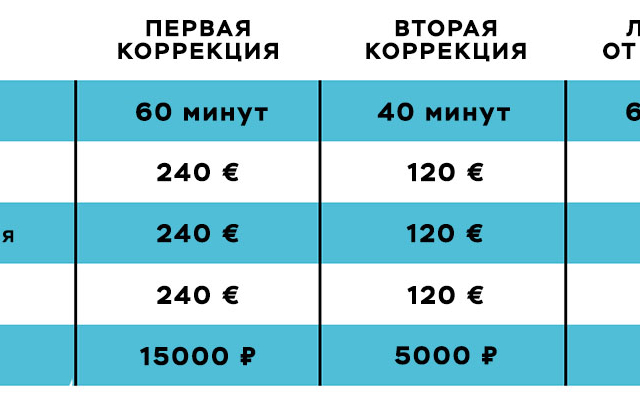 ПЕРВАЯ КОРРЕКЦИЯ
ВТОРАЯ КОРРЕКЦИЯ
60 минут 40 минут
240 € 120 €
240 € 120 €
240 € 120 €
15000 ₽ 5000 ₽